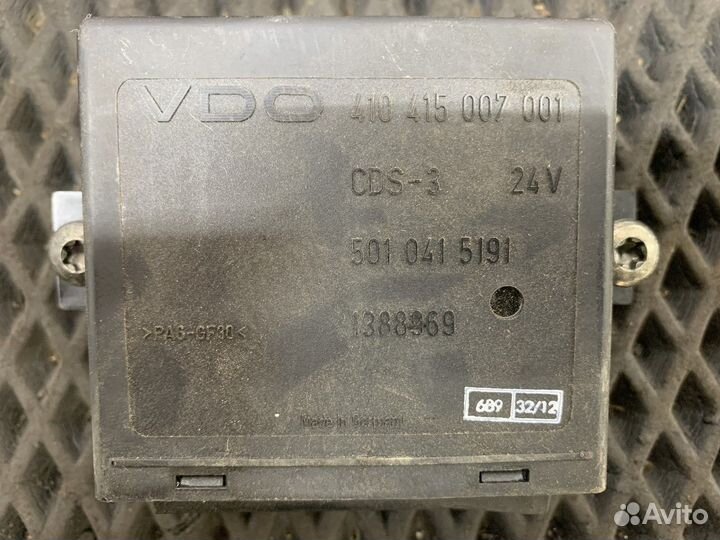 VDO 410 415 007 001
CDS-3 24V
501 041 5191
>PA6-GF30< 1388869
689 32/12
Made in Germany
Avito